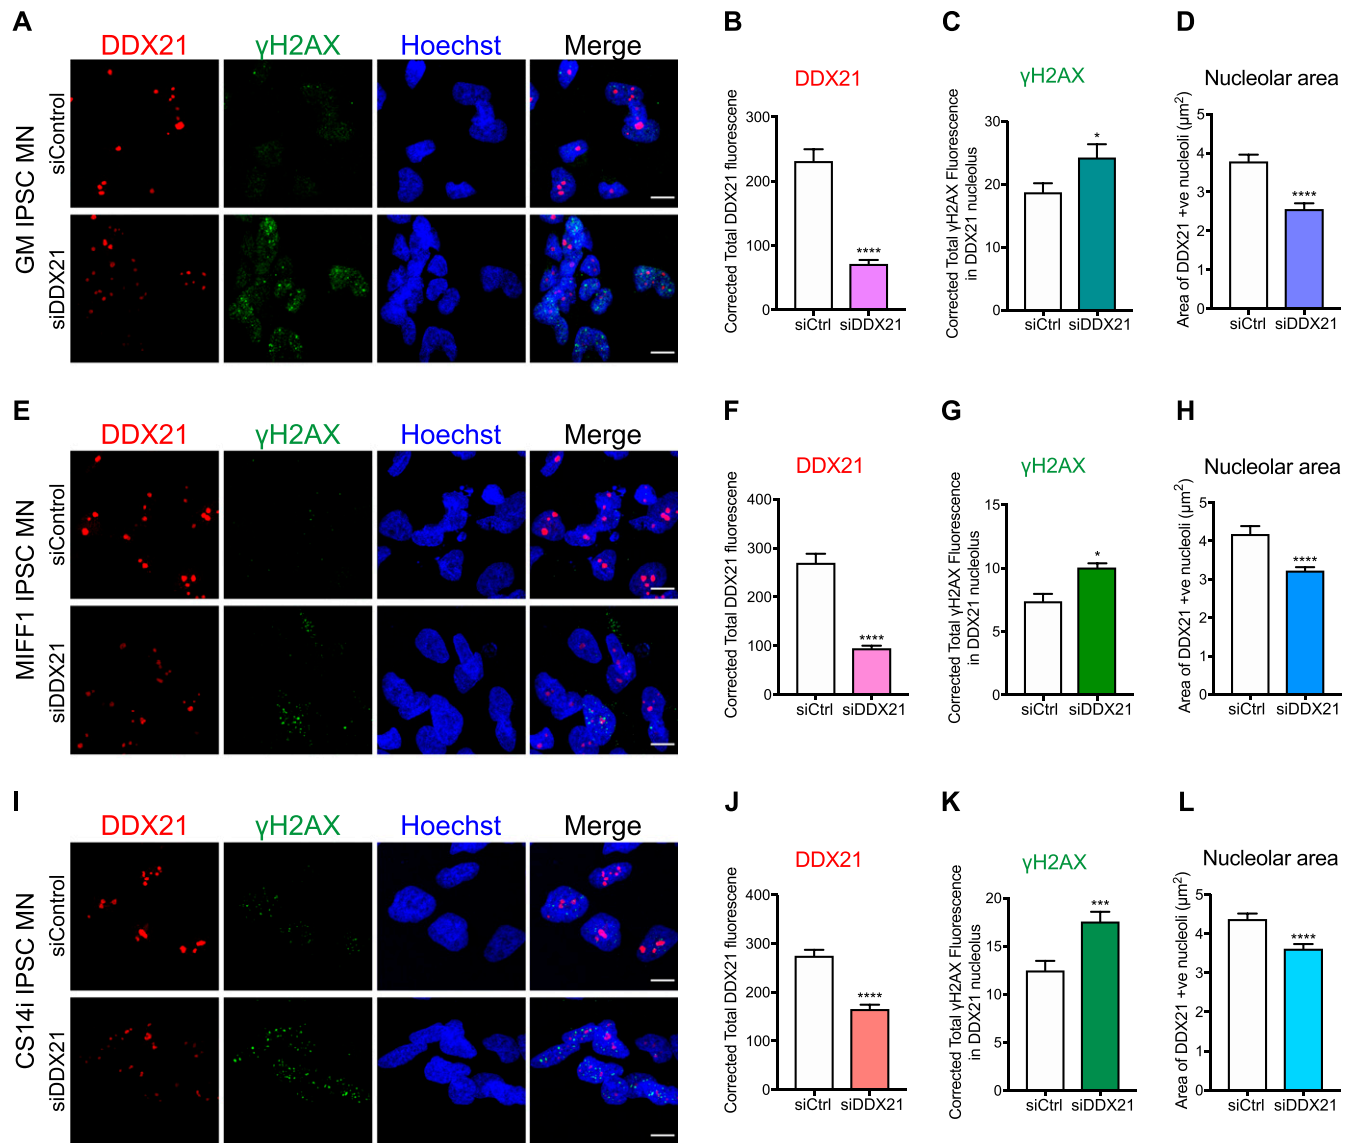 A
DDX21 γH2AX Hoechst Merge
GM IPSC MN
siControl
siDDX21
B
DDX21
Corrected Total DDX21 fluorescene
300
200
100
0
siCtrl siDDX21
****
C
γH2AX
Corrected Total γH2AX Fluorescence
in DDX21 nucleolus
30
20
10
0
siCtrl siDDX21
*
D
Nucleolar area
Area of DDX21 +ve nucleoli (μm²)
5
4
3
2
1
0
siCtrl siDDX21
****
E
DDX21 γH2AX Hoechst Merge
MIFF1 IPSC MN
siControl
siDDX21
F
DDX21
Corrected Total DDX21 fluorescene
400
300
200
100
0
siCtrl siDDX21
****
G
γH2AX
Corrected Total γH2AX Fluorescence
in DDX21 nucleolus
15
10
5
0
siCtrl siDDX21
*
H
Nucleolar area
Area of DDX21 +ve nucleoli (μm²)
5
4
3
2
1
0
siCtrl siDDX21
****
I
DDX21 γH2AX Hoechst Merge
CS14i IPSC MN
siControl
siDDX21
J
DDX21
Corrected Total DDX21 fluorescene
400
300
200
100
0
siCtrl siDDX21
****
K
γH2AX
Corrected Total γH2AX Fluorescence
in DDX21 nucleolus
20
15
10
5
0
siCtrl siDDX21
***
L
Nucleolar area
Area of DDX21 +ve nucleoli (μm²)
5
4
3
2
1
0
siCtrl siDDX21
****